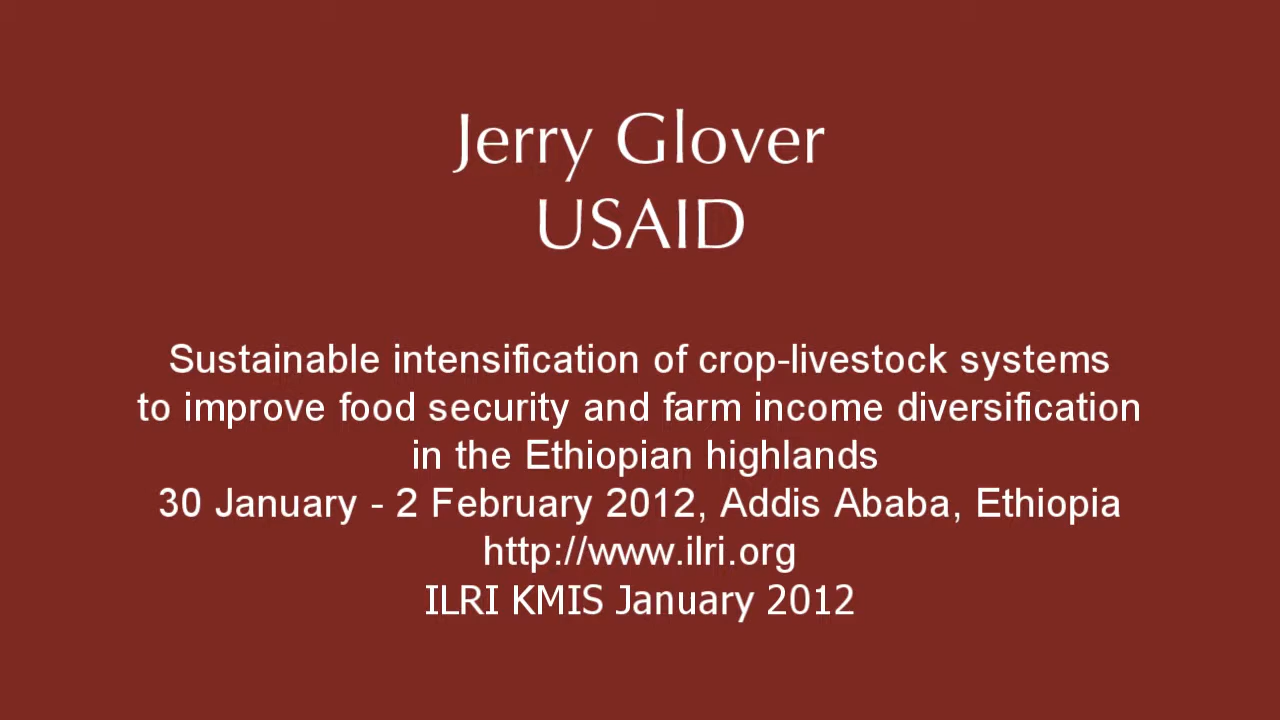 Jerry Glover
USAID
Sustainable intensification of crop-livestock systems
to improve food security and farm income diversification
in the Ethiopian highlands
30 January - 2 February 2012, Addis Ababa, Ethiopia
http://www.ilri.org
ILRI KMIS January 2012